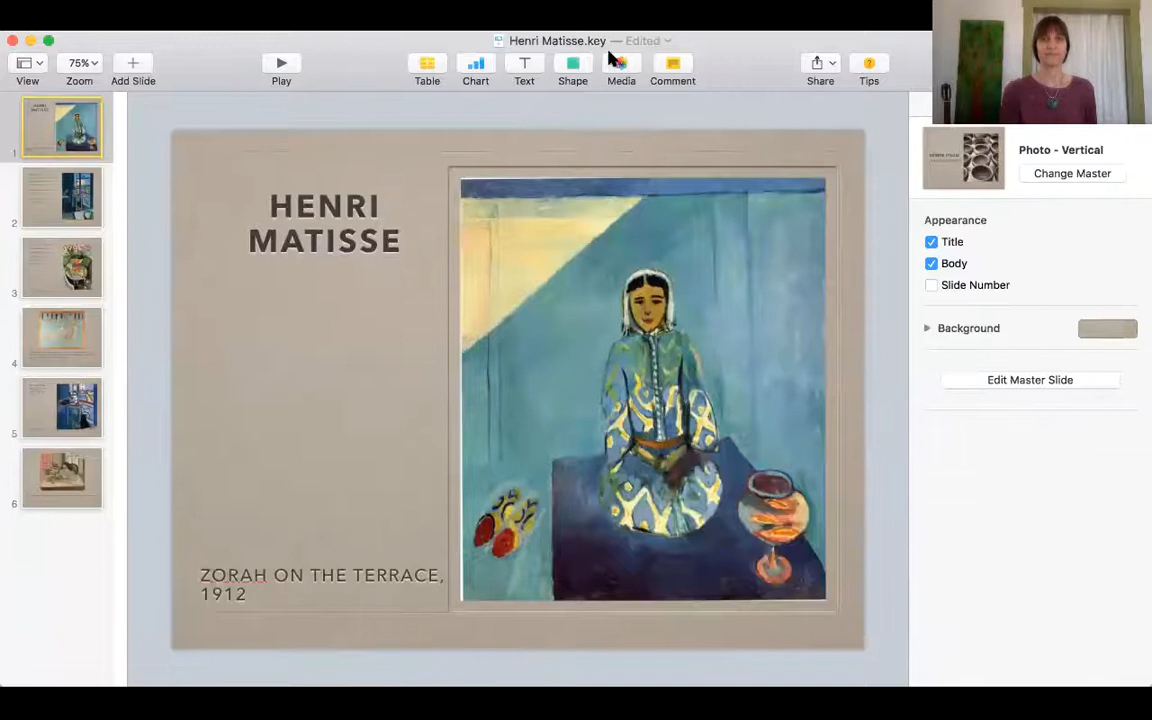 Henri Matisse.key — Edited
75%
View
Zoom
Add Slide
Play
Table
Chart
Text
Shape
Media
Comment
Share
Tips
1
2
3
4
5
6
HENRI
MATISSE
ZORAH ON THE TERRACE,
1912
Photo - Vertical
Change Master
Appearance
Title
Body
Slide Number
Background
Edit Master Slide